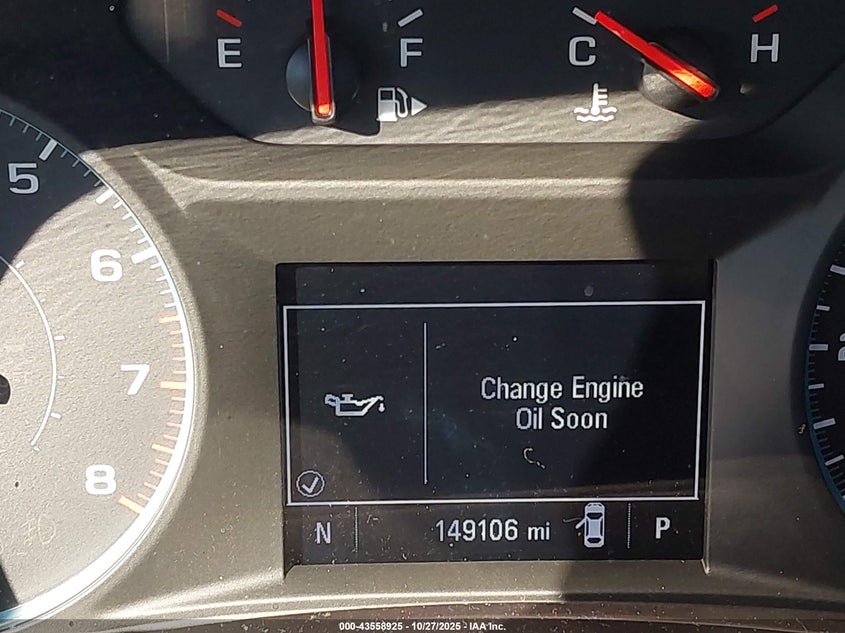 E F C H
5
6
7
8
Change Engine
Oil Soon
N 149106 mi P
000-43558925 - 10/27/2025 - IAA Inc.